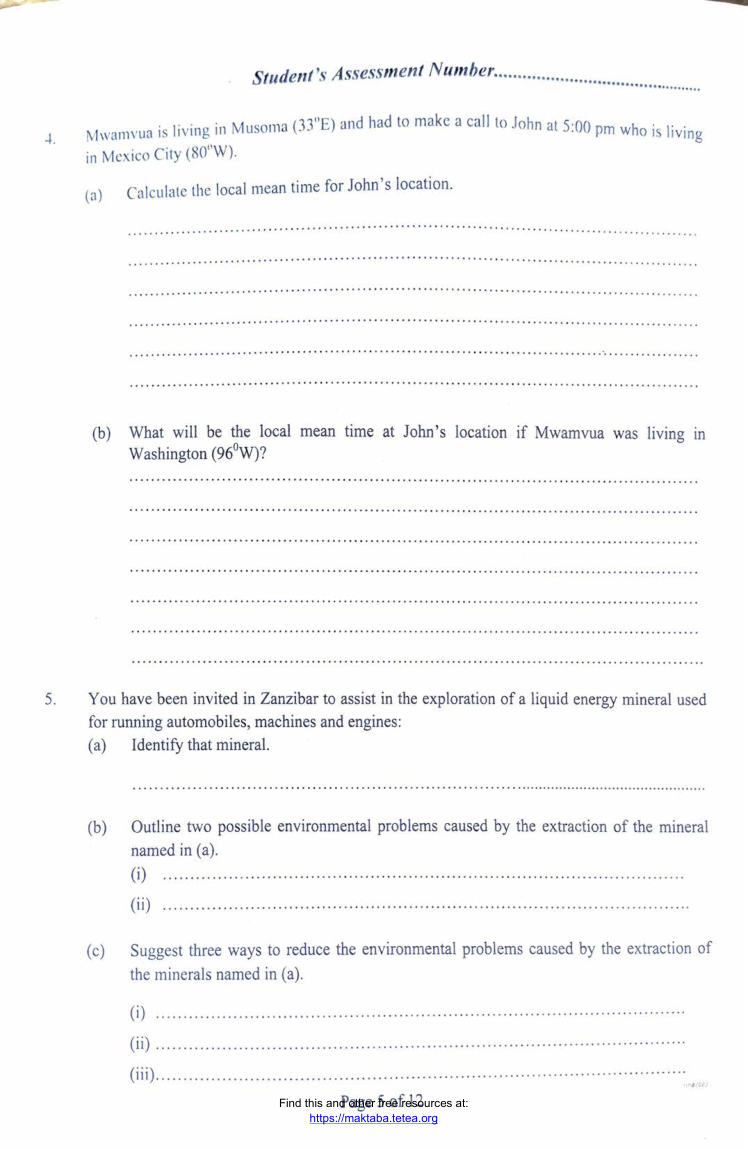 Student's Assessment Number.......................................................
4. Mwamvua is living in Musoma (33°E) and had to make a call to John at 5:00 pm who is living
in Mexico City (80°W).
(a) Calculate the local mean time for John's location.
..........................................................................................
..........................................................................................
..........................................................................................
..........................................................................................
..........................................................................................
..........................................................................................
(b) What will be the local mean time at John's location if Mwamvua was living in
Washington (96⁰W)?
..........................................................................................
..........................................................................................
..........................................................................................
..........................................................................................
..........................................................................................
..........................................................................................
..........................................................................................
5. You have been invited in Zanzibar to assist in the exploration of a liquid energy mineral used
for running automobiles, machines and engines:
(a) Identify that mineral.
..........................................................................................
(b) Outline two possible environmental problems caused by the extraction of the mineral
named in (a).
(i) ....................................................................................
(ii) ....................................................................................
(c) Suggest three ways to reduce the environmental problems caused by the extraction of
the minerals named in (a).
(i) ....................................................................................
(ii) ....................................................................................
(iii)....................................................................................
Page 5 of 12
Find this and other free resources at:
https://maktaba.tetea.org